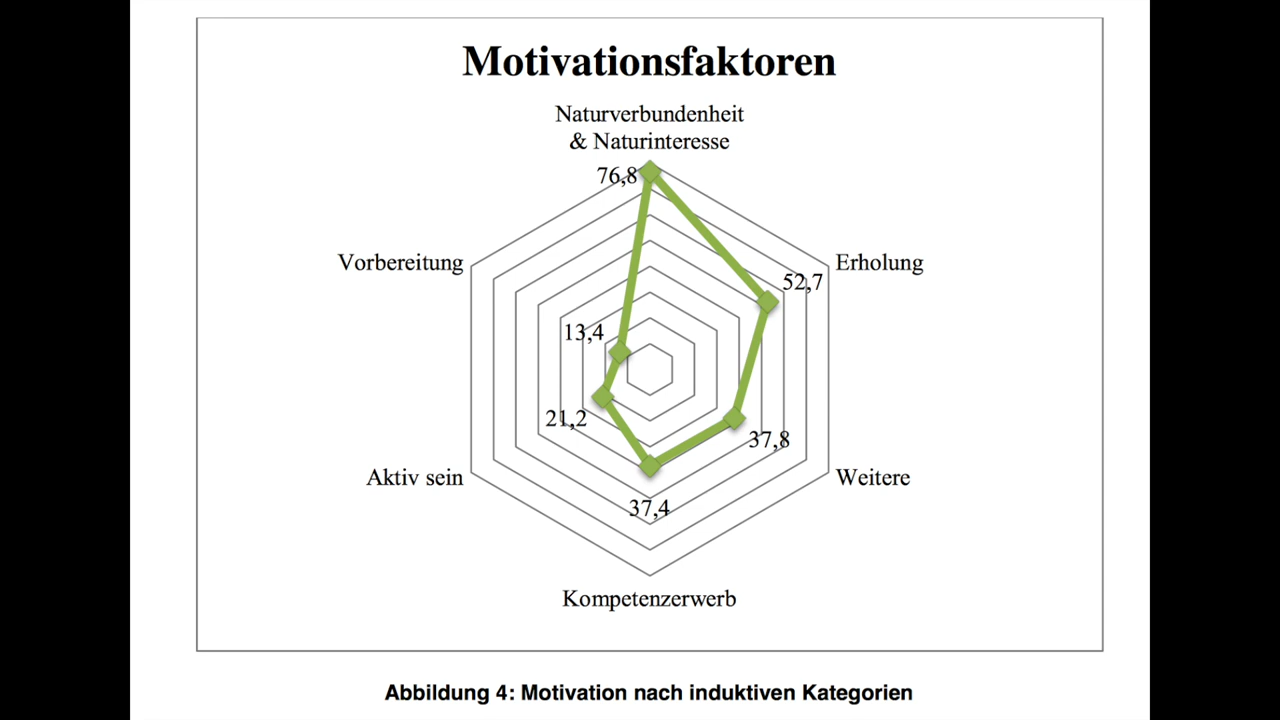 Motivationsfaktoren
Naturverbundenheit
& Naturinteresse
76,8
Vorbereitung
Erholung
52,7
13,4
21,2
37,8
Aktiv sein
Weitere
37,4
Kompetenzerwerb
Abbildung 4: Motivation nach induktiven Kategorien